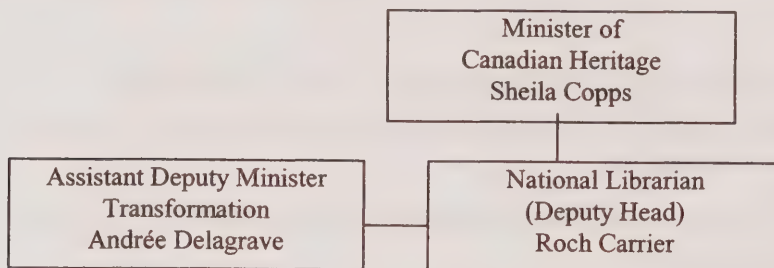 Minister of
Canadian Heritage
Sheila Copps
Assistant Deputy Minister
Transformation
Andrée Delagrave
National Librarian
(Deputy Head)
Roch Carrier